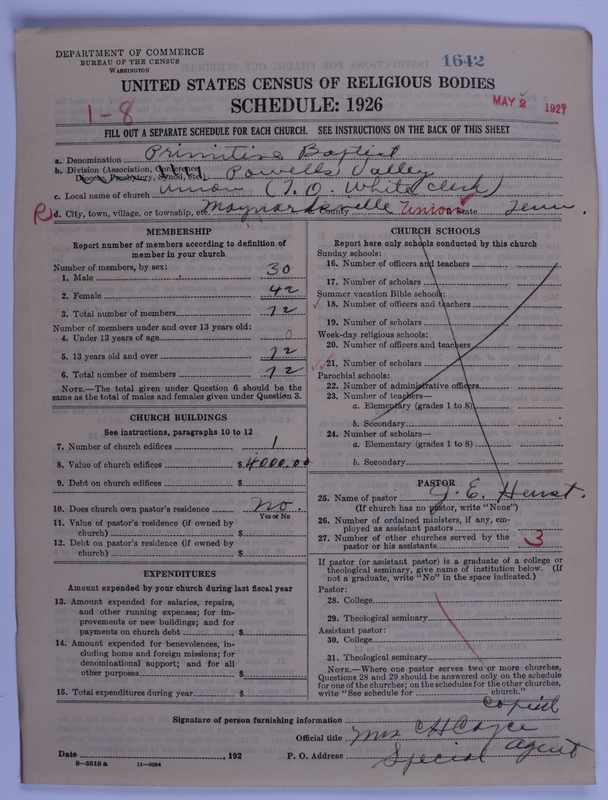 DEPARTMENT OF COMMERCE
BUREAU OF THE CENSUS
WASHINGTON
1642
UNITED STATES CENSUS OF RELIGIOUS BODIES
SCHEDULE: 1926
1-8
MAY 2 1927
FILL OUT A SEPARATE SCHEDULE FOR EACH CHURCH. SEE INSTRUCTIONS ON THE BACK OF THIS SHEET
a. Denomination Primitive Baptist
b. Division (Association, Conference, Diocese, Presbytery, Synod, etc.) Powells Valley
c. Local name of church Union (T. O. White clerk)
R d. City, town, village, or township, etc. Maynardsville County Union State Tenn.
MEMBERSHIP
Report number of members according to definition of
member in your church
Number of members, by sex:
1. Male 30
2. Female 42
3. Total number of members 72
Number of members under and over 13 years old:
4. Under 13 years of age 0
5. 13 years old and over 72
6. Total number of members 72
NOTE.—The total given under Question 6 should be the
same as the total of males and females given under Question 3.
CHURCH BUILDINGS
See instructions, paragraphs 10 to 12
7. Number of church edifices 1
8. Value of church edifices $4000.00
9. Debt on church edifices $
10. Does church own pastor's residence No.
Yes or No
11. Value of pastor's residence (if owned by
church) $
12. Debt on pastor's residence (if owned by
church) $
EXPENDITURES
Amount expended by your church during last fiscal year
13. Amount expended for salaries, repairs,
and other running expenses; for im-
provements or new buildings; and for
payments on church debt $
14. Amount expended for benevolences, in-
cluding home and foreign missions; for
denominational support; and for all
other purposes $
15. Total expenditures during year $
CHURCH SCHOOLS
Report here only schools conducted by this church
Sunday schools:
16. Number of officers and teachers
17. Number of scholars
Summer vacation Bible schools:
18. Number of officers and teachers
19. Number of scholars
Week-day religious schools:
20. Number of officers and teachers
21. Number of scholars
Parochial schools:
22. Number of administrative officers
23. Number of teachers—
a. Elementary (grades 1 to 8)
b. Secondary
24. Number of scholars—
a. Elementary (grades 1 to 8)
b. Secondary
PASTOR
25. Name of pastor J. E. Hurst.
(If church has no pastor, write "None")
26. Number of ordained ministers, if any, em-
ployed as assistant pastors
27. Number of other churches served by the
pastor or his assistants 3
If pastor (or assistant pastor) is a graduate of a college or
theological seminary, give name of institution below. (If
not a graduate, write "No" in the space indicated.)
Pastor:
28. College
29. Theological seminary
Assistant pastor:
30. College
31. Theological seminary
NOTE.—Where one pastor serves two or more churches,
Questions 28 and 29 should be answered only on the schedule
for one of the churches; on the schedules for the other churches,
write "See schedule for church."
Copied
Signature of person furnishing information
Official title Mrs C H
Date , 192 P. O. Address Special Agent
8-5518a 11-9024